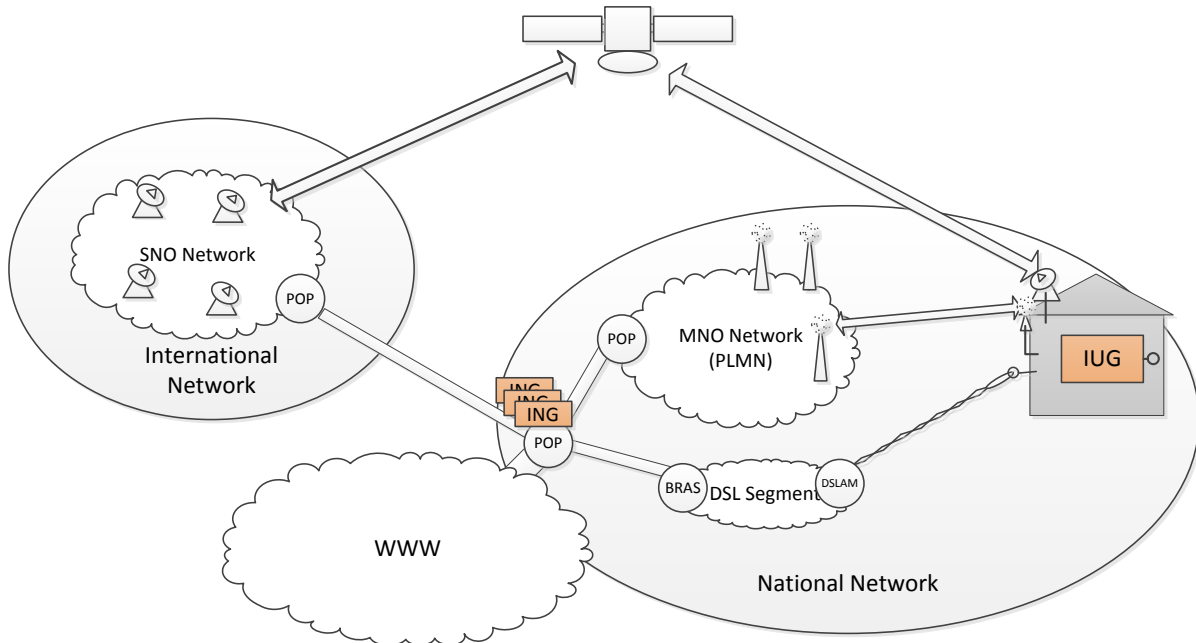 SNO Network
POP
International
Network
MNO Network
(PLMN)
POP
IUG
ING
ING
ING
POP
BRAS
DSL Segment
DSLAM
WWW
National Network